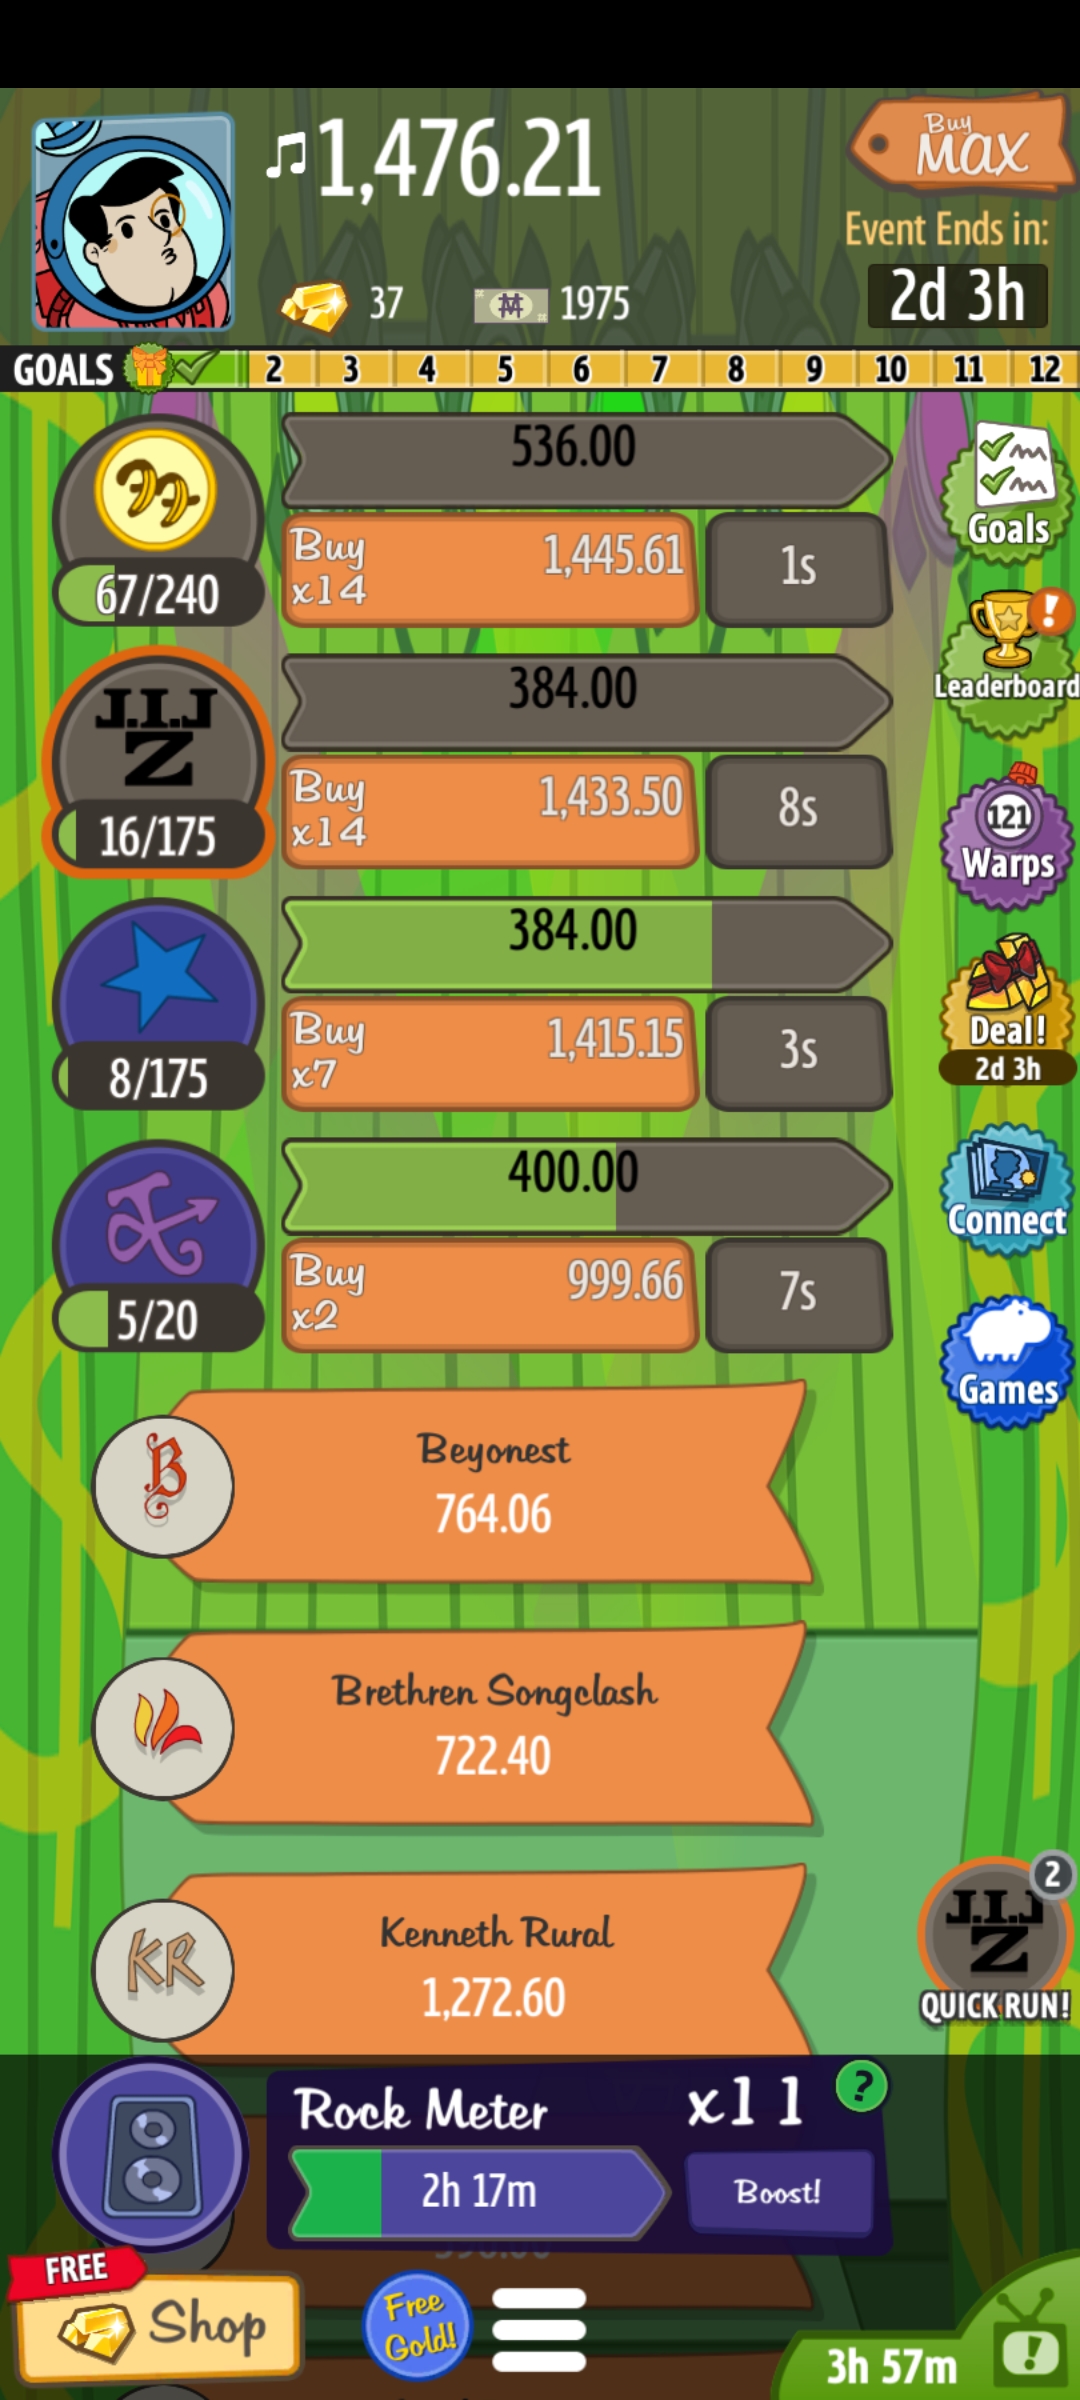 1,476.21
Buy
MAX
Event Ends in:
2d 3h
37
1975
GOALS
2 3 4 5 6 7 8 9 10 11 12
536.00
67/240
Buy
x14
1,445.61
1s
Goals
J.I.J
Z
384.00
16/175
Buy
x14
1,433.50
8s
!
Leaderboard
121
Warps
384.00
8/175
Buy
x7
1,415.15
3s
Deal!
2d 3h
400.00
5/20
Buy
x2
999.66
7s
Connect
Games
B
Beyonest
764.06
Brethren Songclash
722.40
KR
Kenneth Rural
1,272.60
2
J.I.J
Z
QUICK RUN!
Rock Meter
x11
?
2h 17m
Boost!
FREE
Shop
Free
Gold!
3h 57m
!